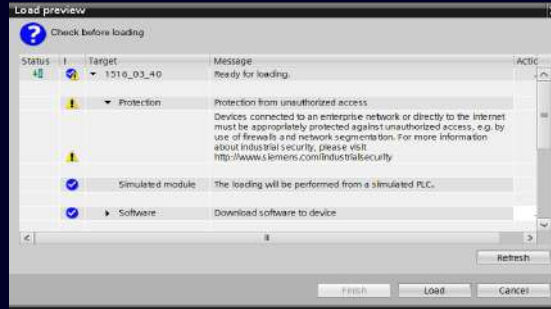 Load preview
Check before loading
Status ! Target Message Actic
1516_03_40 Ready for loading.
Protection Protection from unauthorized access
Devices connected to an enterprise network or directly to the internet
must be appropriately protected against unauthorized access, e.g. by
use of firewalls and network segmentation. For more information
about industrial security, please visit
http://www.siemens.com/industrialsecurity
Simulated module The loading will be performed from a simulated PLC.
Software Download software to device
Refresh
Finish Load Cancel